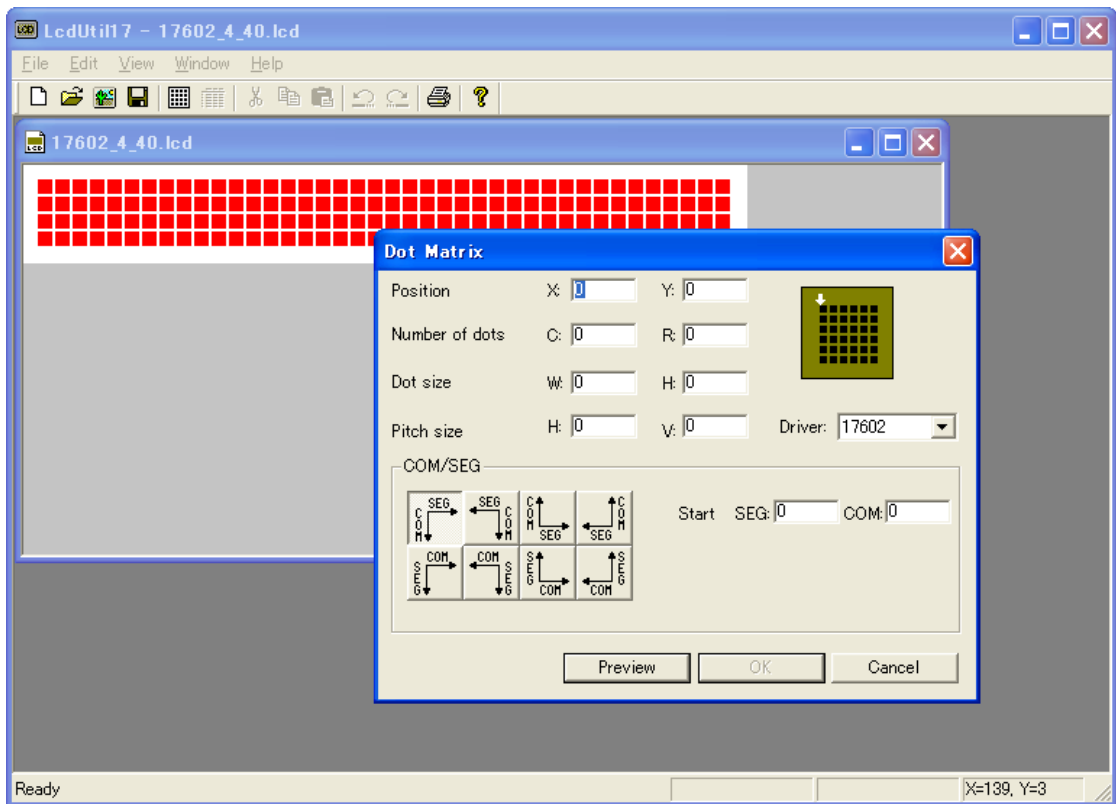 LCD LcdUtil17 - 17602_4_40.lcd
File Edit View Window Help
LCD 17602_4_40.lcd
Dot Matrix
Position X: 0 Y: 0
Number of dots C: 0 R: 0
Dot size W: 0 H: 0
Pitch size H: 0 V: 0 Driver: 17602
COM/SEG
SEG COM SEG COM COM SEG COM SEG
Start SEG: 0 COM: 0
COM SEG COM SEG SEG COM SEG COM
Preview OK Cancel
Ready X=139, Y=3